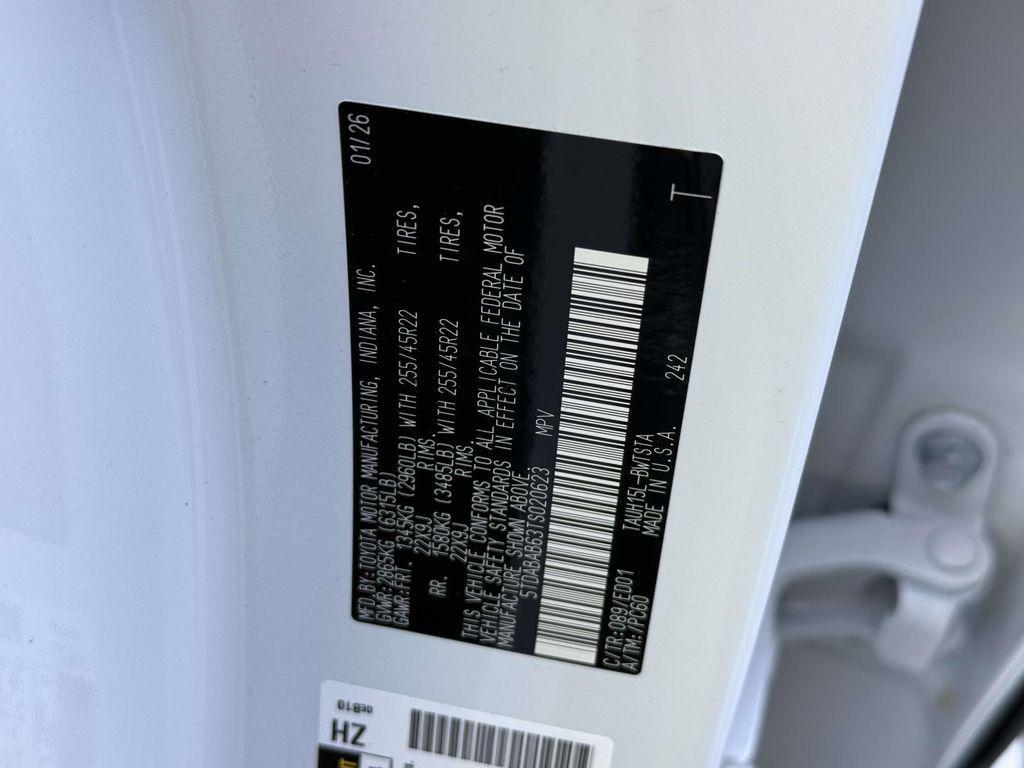 MFD.BY:TOYOTA MOTOR MANUFACTURING, INDIANA, INC. 01/26
GVWR:2865KG (6315LB)
GAWR:FRT. 1345KG (2960LB) WITH 255/45R22 TIRES,
22X9J RIMS.
RR. 1580KG (3485LB) WITH 255/45R22 TIRES,
22X9J RIMS.
THIS VEHICLE CONFORMS TO ALL APPLICABLE FEDERAL MOTOR
VEHICLE SAFETY STANDARDS IN EFFECT ON THE DATE OF
MANUFACTURE SHOWN ABOVE.
5TDABAB63TS020623 MPV
C/TR:D897FD01 TAUH15L-BWTSTA T
A/TM: /PC60 MADE IN U.S.A. 242
0EB10
ZH